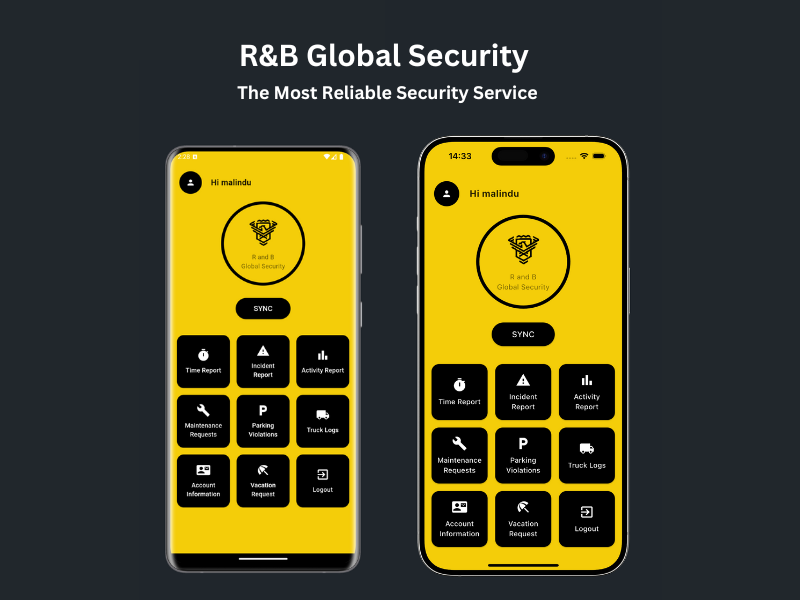 R&B Global Security
The Most Reliable Security Service
Hi malindu
R and B
Global Security
SYNC
Time Report
Incident
Report
Activity Report
Maintenance
Requests
Parking
Violations
Truck Logs
Account
Information
Vacation
Request
Logout
14:33
Hi malindu
R and B
Global Security
SYNC
Time Report
Incident
Report
Activity
Report
Maintenance
Requests
P
Parking
Violations
Truck Logs
Account
Information
Vacation
Request
Logout